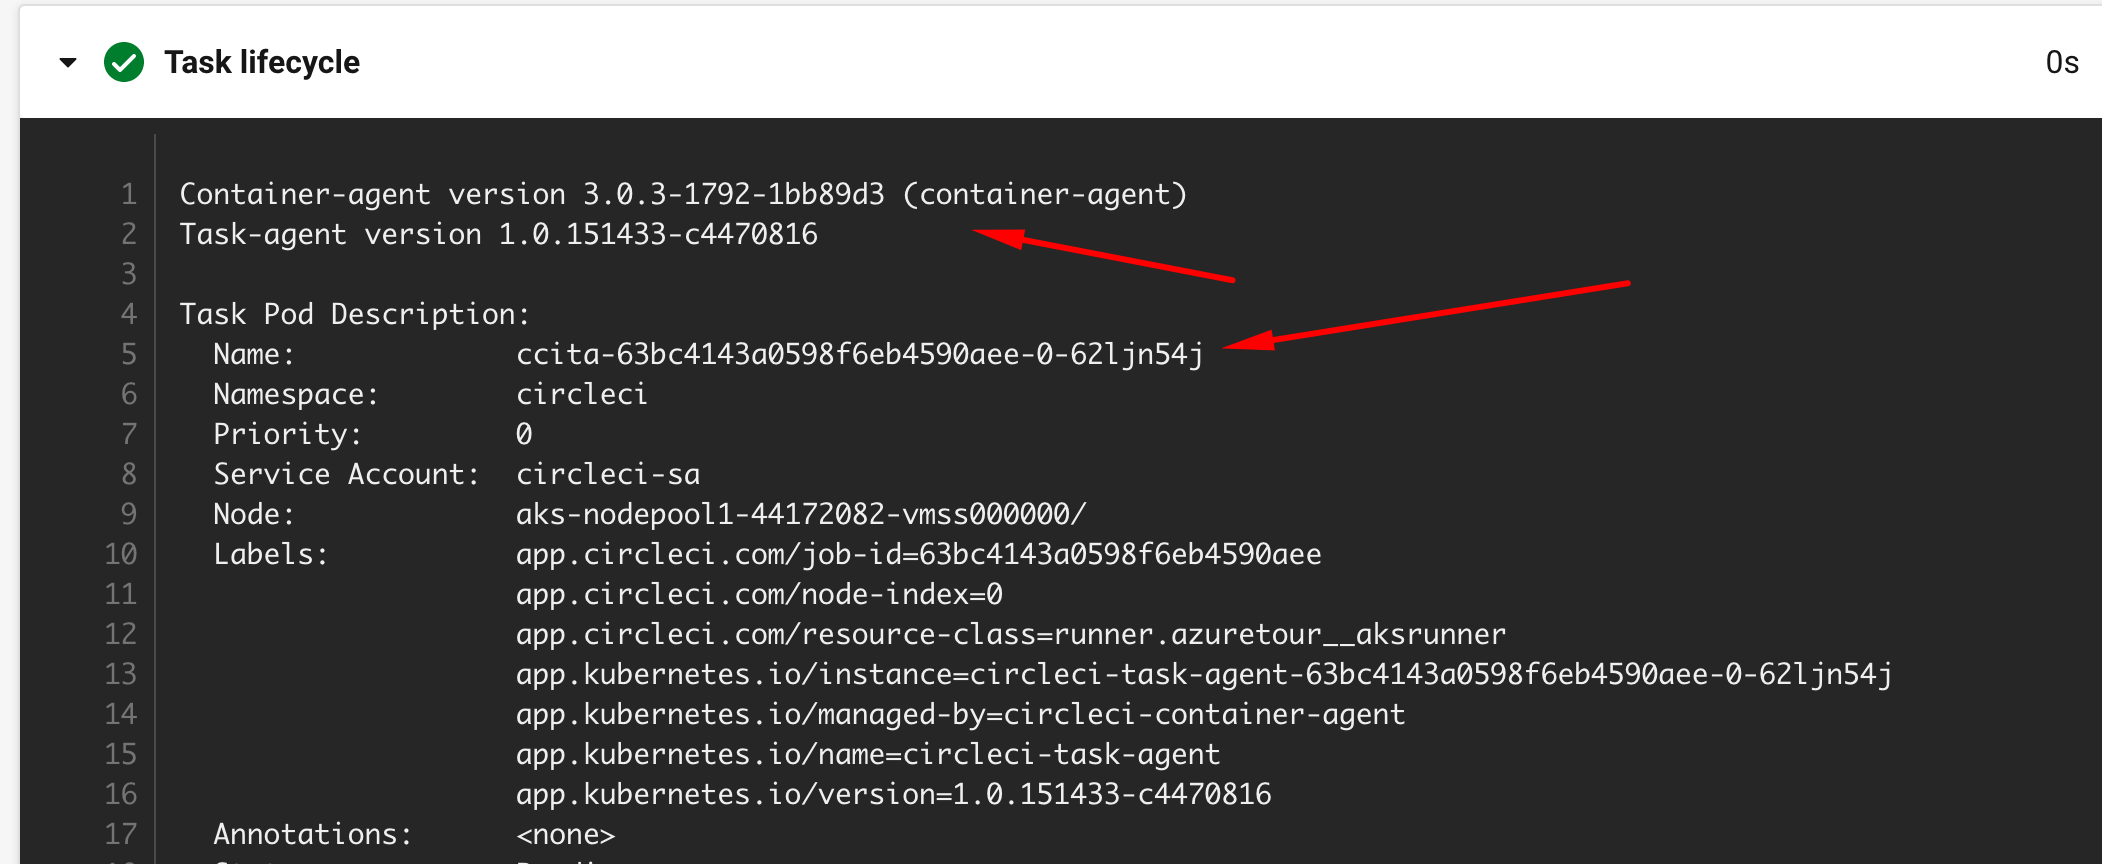 Task lifecycle
0s
1 Container-agent version 3.0.3-1792-1bb89d3 (container-agent)
2 Task-agent version 1.0.151433-c4470816
3
4 Task Pod Description:
5 Name: ccita-63bc4143a0598f6eb4590aee-0-62ljn54j
6 Namespace: circleci
7 Priority: 0
8 Service Account: circleci-sa
9 Node: aks-nodepool1-44172082-vmss000000/
10 Labels: app.circleci.com/job-id=63bc4143a0598f6eb4590aee
11 app.circleci.com/node-index=0
12 app.circleci.com/resource-class=runner.azuretour__aksrunner
13 app.kubernetes.io/instance=circleci-task-agent-63bc4143a0598f6eb4590aee-0-62ljn54j
14 app.kubernetes.io/managed-by=circleci-container-agent
15 app.kubernetes.io/name=circleci-task-agent
16 app.kubernetes.io/version=1.0.151433-c4470816
17 Annotations: <none>